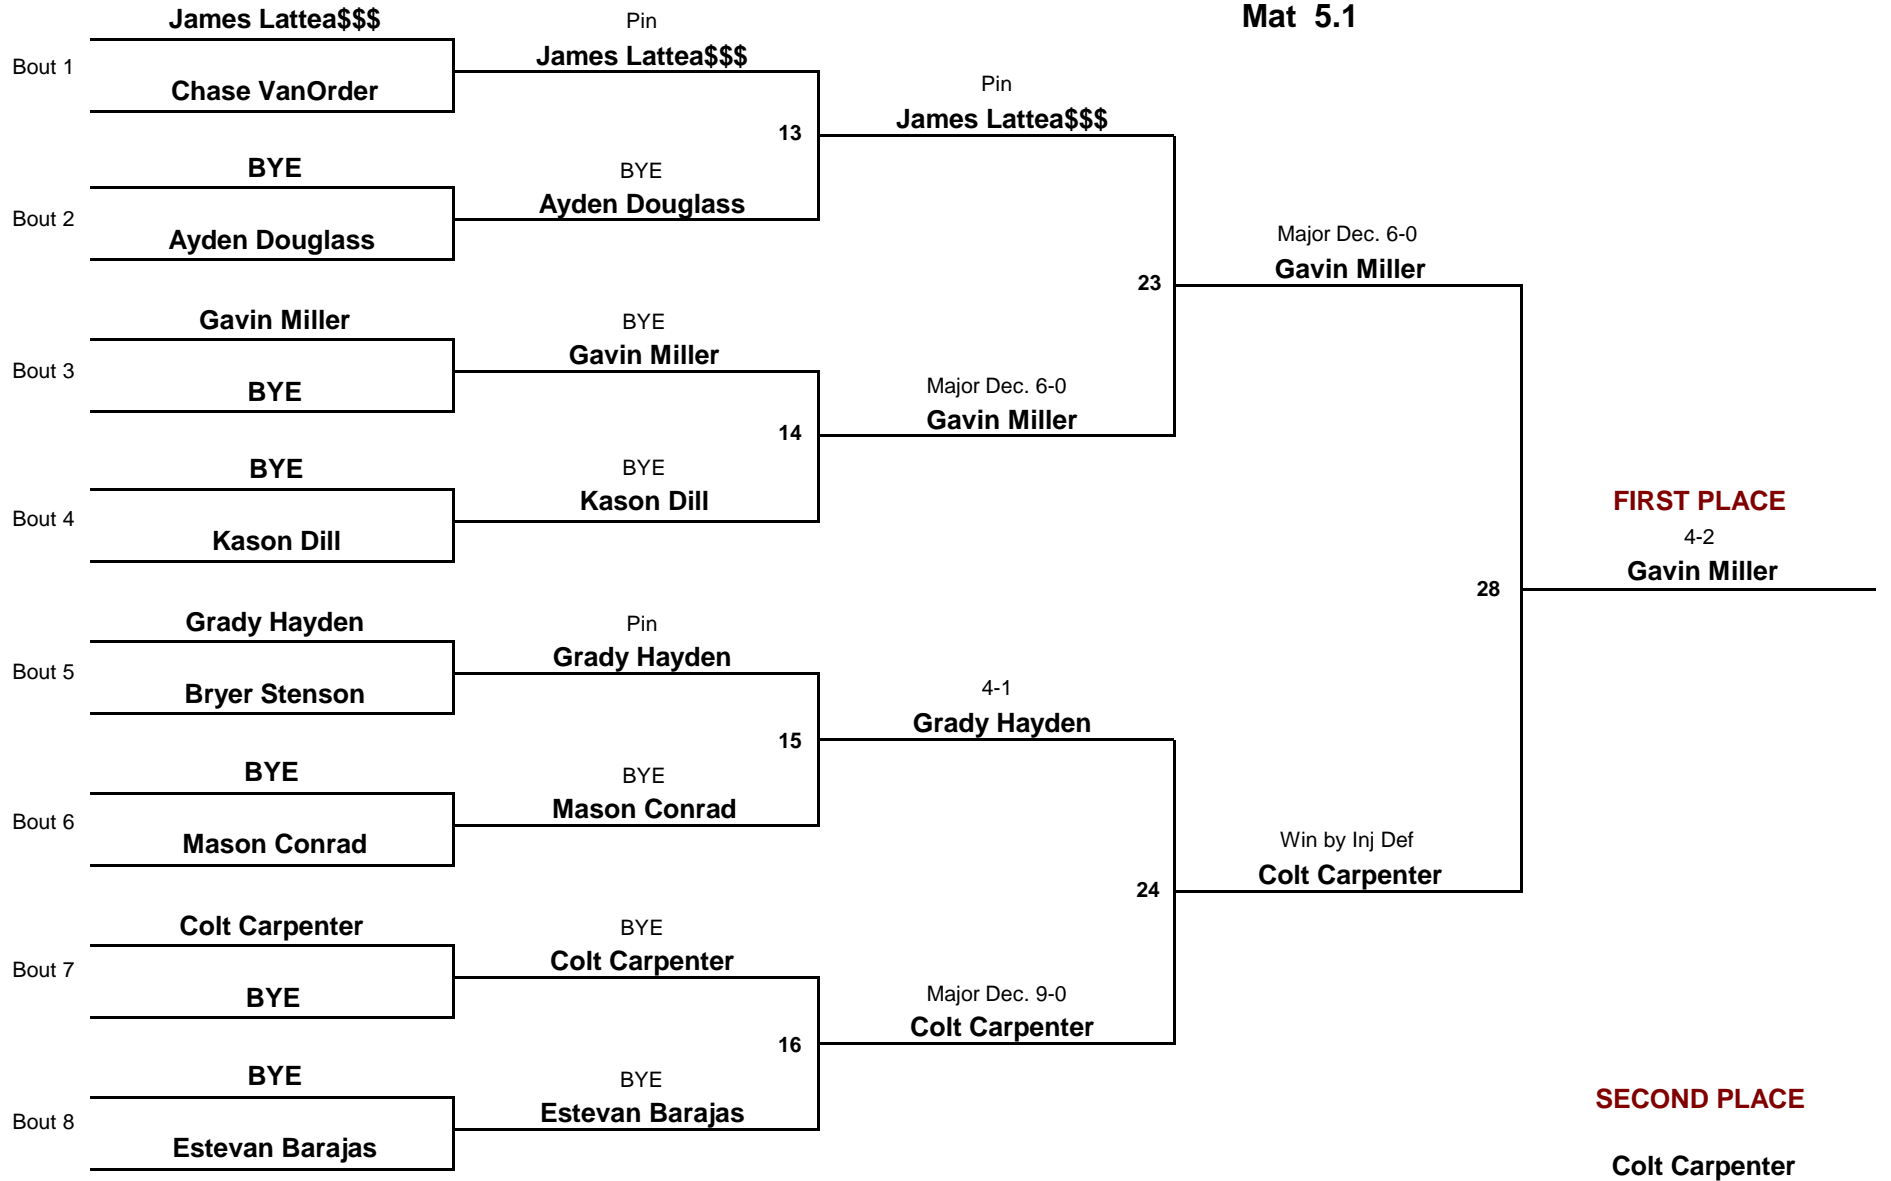 Mat 5.1
James Lattea$$$
Bout 1
Chase VanOrder
BYE
Bout 2
Ayden Douglass
Gavin Miller
Bout 3
BYE
BYE
Bout 4
Kason Dill
Grady Hayden
Bout 5
Bryer Stenson
BYE
Bout 6
Mason Conrad
Colt Carpenter
Bout 7
BYE
BYE
Bout 8
Estevan Barajas
Pin
James Lattea$$$
13
BYE
Ayden Douglass
BYE
Gavin Miller
14
BYE
Kason Dill
Pin
Grady Hayden
15
BYE
Mason Conrad
BYE
Colt Carpenter
16
BYE
Estevan Barajas
Pin
James Lattea$$$
23
Major Dec. 6-0
Gavin Miller
4-1
Grady Hayden
24
Major Dec. 9-0
Colt Carpenter
Major Dec. 6-0
Gavin Miller
28
Win by Inj Def
Colt Carpenter
FIRST PLACE
4-2
Gavin Miller
SECOND PLACE
Colt Carpenter